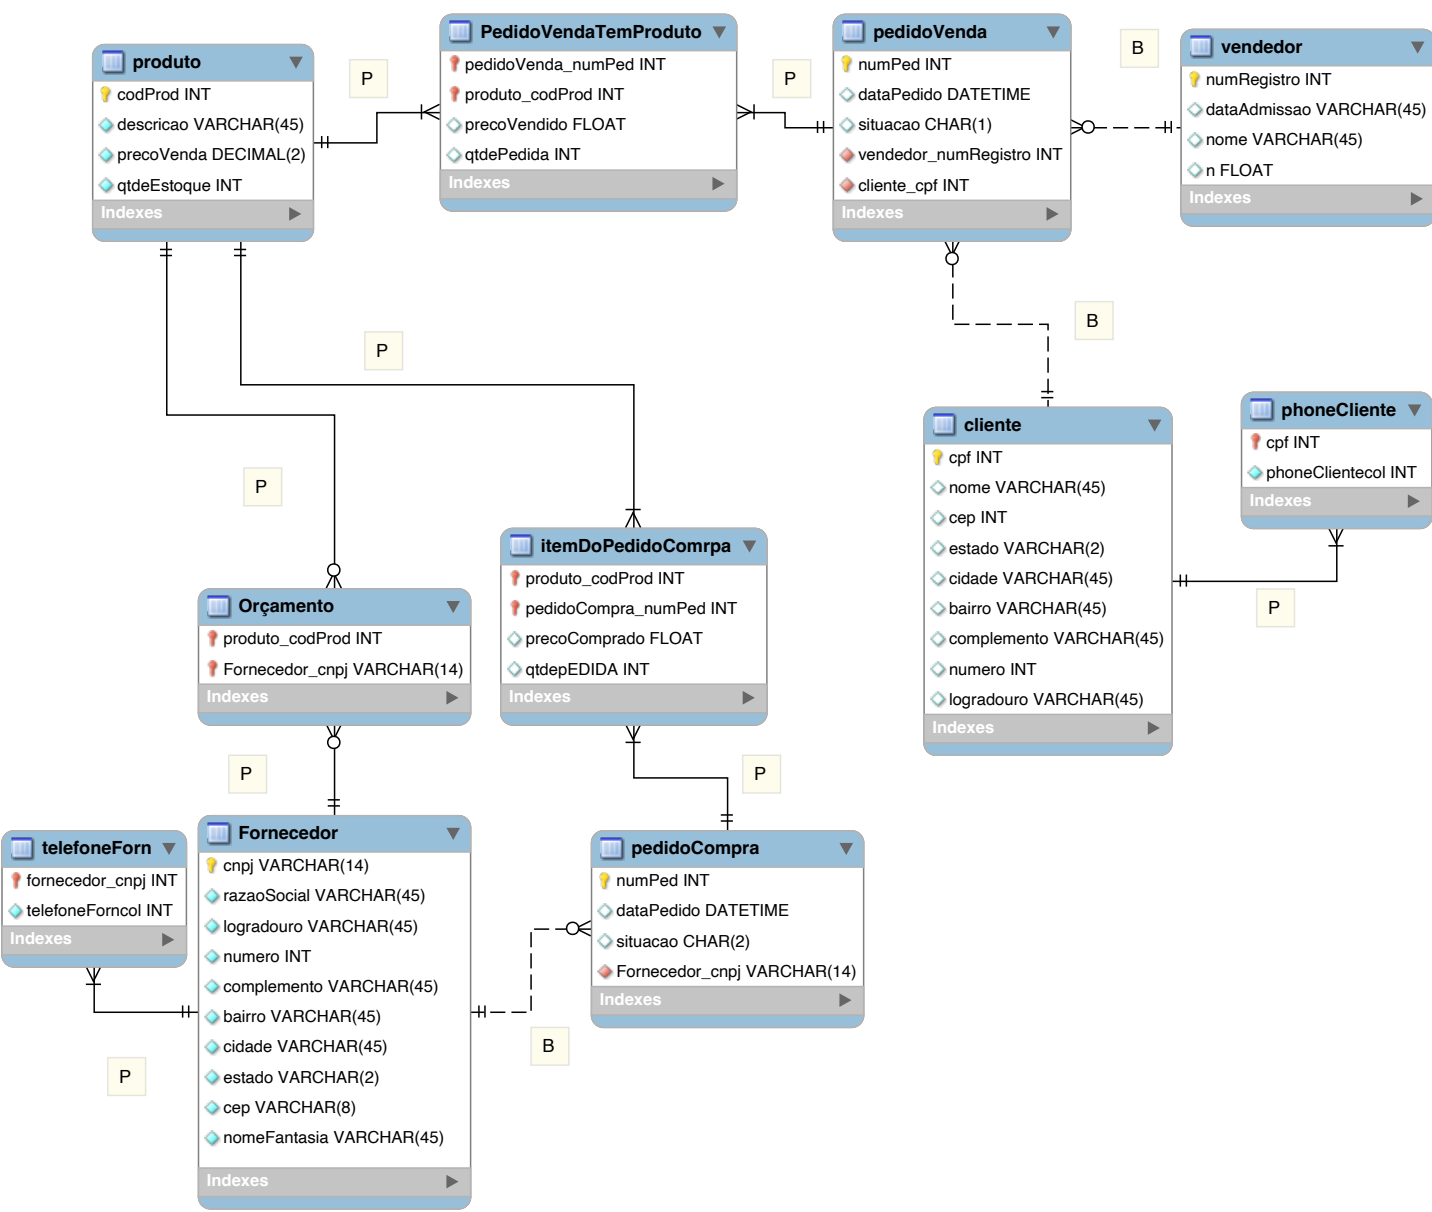 produto
codProd INT
descricao VARCHAR(45)
precoVenda DECIMAL(2)
qtdeEstoque INT
Indexes
P
PedidoVendaTemProduto
pedidoVenda_numPed INT
produto_codProd INT
precoVendido FLOAT
qtdePedida INT
Indexes
P
pedidoVenda
numPed INT
dataPedido DATETIME
situacao CHAR(1)
vendedor_numRegistro INT
cliente_cpf INT
Indexes
B
vendedor
numRegistro INT
dataAdmissao VARCHAR(45)
nome VARCHAR(45)
n FLOAT
Indexes
B
P
cliente
cpf INT
nome VARCHAR(45)
cep INT
estado VARCHAR(2)
cidade VARCHAR(45)
bairro VARCHAR(45)
complemento VARCHAR(45)
numero INT
logradouro VARCHAR(45)
Indexes
phoneCliente
cpf INT
phoneClientecol INT
Indexes
P
P
itemDoPedidoComrpa
produto_codProd INT
pedidoCompra_numPed INT
precoComprado FLOAT
qtdepEDIDA INT
Indexes
Orçamento
produto_codProd INT
Fornecedor_cnpj VARCHAR(14)
Indexes
P
P
telefoneForn
fornecedor_cnpj INT
telefoneForncol INT
Indexes
P
Fornecedor
cnpj VARCHAR(14)
razaoSocial VARCHAR(45)
logradouro VARCHAR(45)
numero INT
complemento VARCHAR(45)
bairro VARCHAR(45)
cidade VARCHAR(45)
estado VARCHAR(2)
cep VARCHAR(8)
nomeFantasia VARCHAR(45)
Indexes
pedidoCompra
numPed INT
dataPedido DATETIME
situacao CHAR(2)
Fornecedor_cnpj VARCHAR(14)
Indexes
B